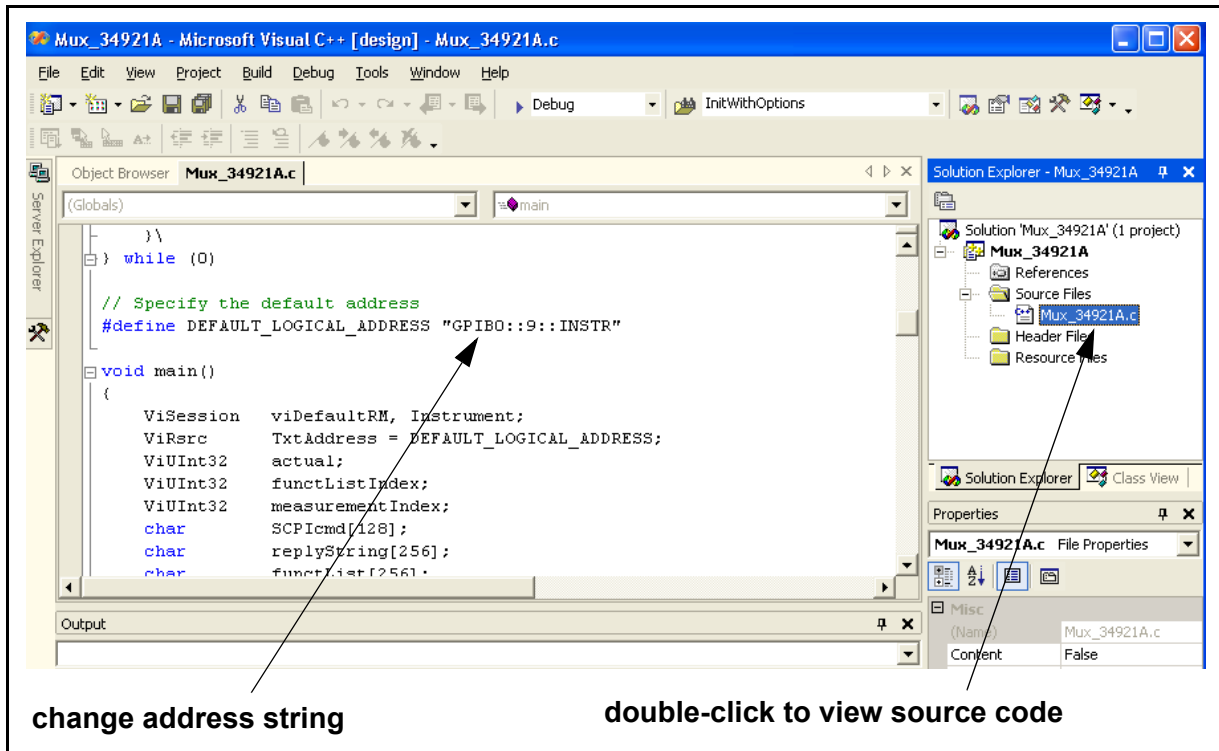 Mux_34921A - Microsoft Visual C++ [design] - Mux_34921A.c
File Edit View Project Build Debug Tools Window Help
Debug InitWithOptions
Server Explorer
Object Browser Mux_34921A.c
(Globals) main
}\
} while (0)
// Specify the default address
#define DEFAULT_LOGICAL_ADDRESS "GPIB0::9::INSTR"
void main()
{
ViSession viDefaultRM, Instrument;
ViRsrc TxtAddress = DEFAULT_LOGICAL_ADDRESS;
ViUInt32 actual;
ViUInt32 functListIndex;
ViUInt32 measurementIndex;
char SCPIcmd[128];
char replyString[256];
char functList[256];
Output
Solution Explorer - Mux_34921A
Solution 'Mux_34921A' (1 project)
Mux_34921A
References
Source Files
Mux_34921A.c
Header Files
Resource Files
Solution Explorer Class View
Properties
Mux_34921A.c File Properties
Misc
(Name) Mux_34921A.c
Content False
change address string
double-click to view source code